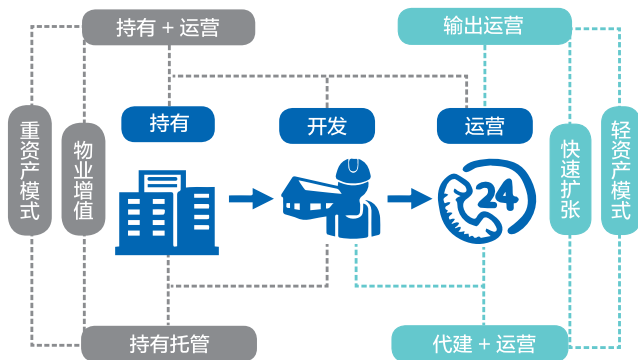 持有 + 运营
输出运营
持有
开发
运营
重资产模式
物业增值
快速扩张
轻资产模式
24
持有托管
代建 + 运营